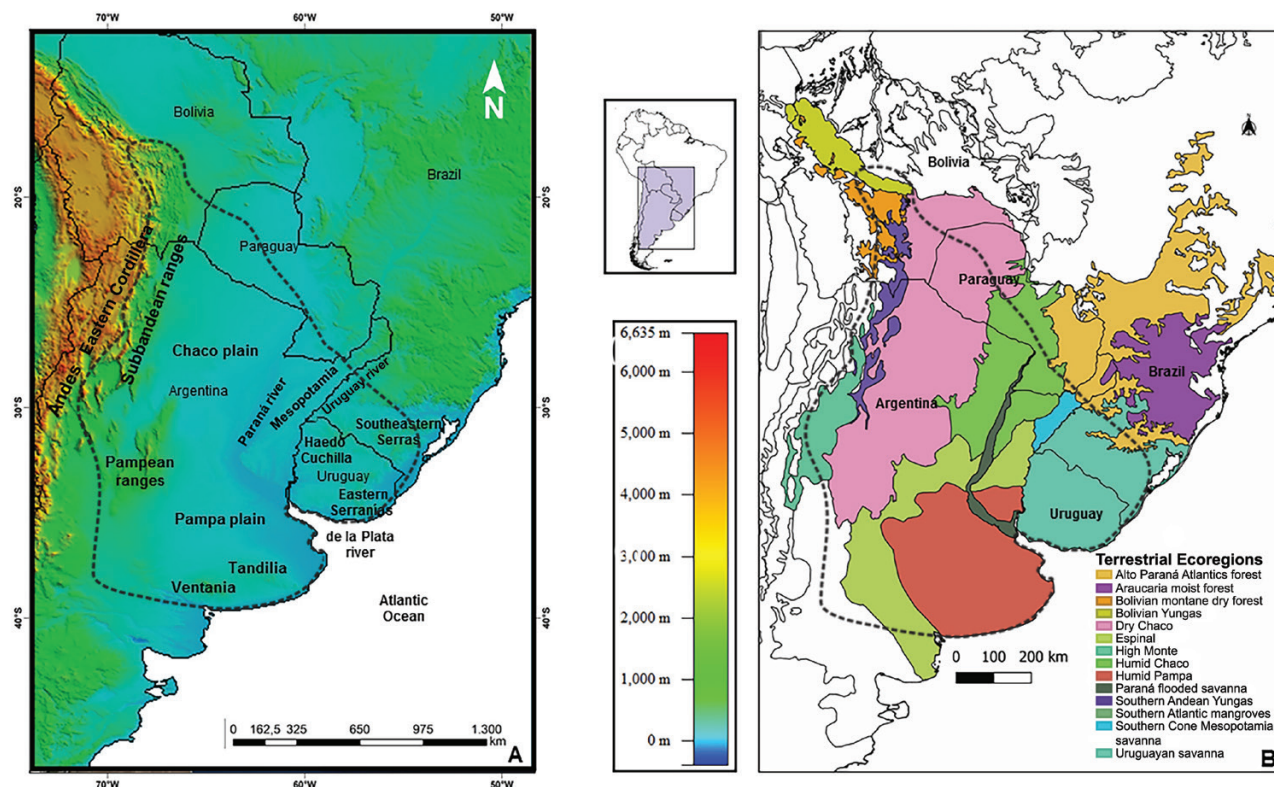 70°W
60°W
50°W
N
Bolivia
Brazil
20°S
20°S
Paraguay
Andes
Eastern Cordillera
Subbandean ranges
Chaco plain
Argentina
Paraná river
Mesopotamia
Uruguay river
30°S
30°S
Southeastern
Serras
Haedo
Cuchilla
Uruguay
Eastern
Serranías
Pampean
ranges
Pampa plain
de la Plata
river
Tandilia
Ventania
Atlantic
Ocean
40°S
40°S
0 162,5 325 650 975 1.300
km
A
70°W
60°W
50°W
6,635 m
6,000 m
5,000 m
4,000 m
3,000 m
2,000 m
1,000 m
0 m
Bolivia
Paraguay
Brazil
Argentina
Uruguay
0 100 200 km
Terrestrial Ecoregions
Alto Paraná Atlantics forest
Araucaria moist forest
Bolivian montane dry forest
Bolivian Yungas
Dry Chaco
Espinal
High Monte
Humid Chaco
Humid Pampa
Paraná flooded savanna
Southern Andean Yungas
Southern Atlantic mangroves
Southern Cone Mesopotamia
savanna
Uruguayan savanna
B